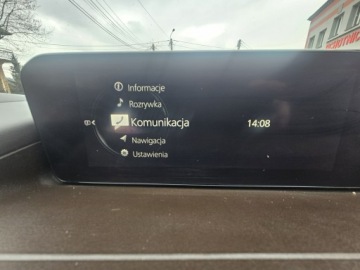 Informacje
Rozrywka
Komunikacja 14:08
Nawigacja
Ustawienia